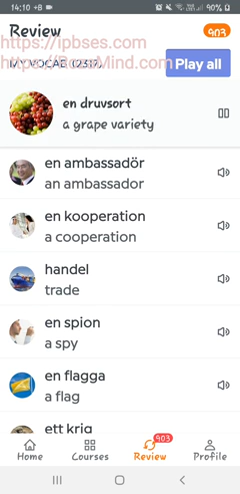 14:10 +B
90%
Review
903
https://ipbses.com
MY VOCAB (2319)
Play all
en druvsort
a grape variety
en ambassadör
an ambassador
en kooperation
a cooperation
handel
trade
en spion
a spy
en flagga
a flag
ett krig
903
Home
Courses
Review
Profile